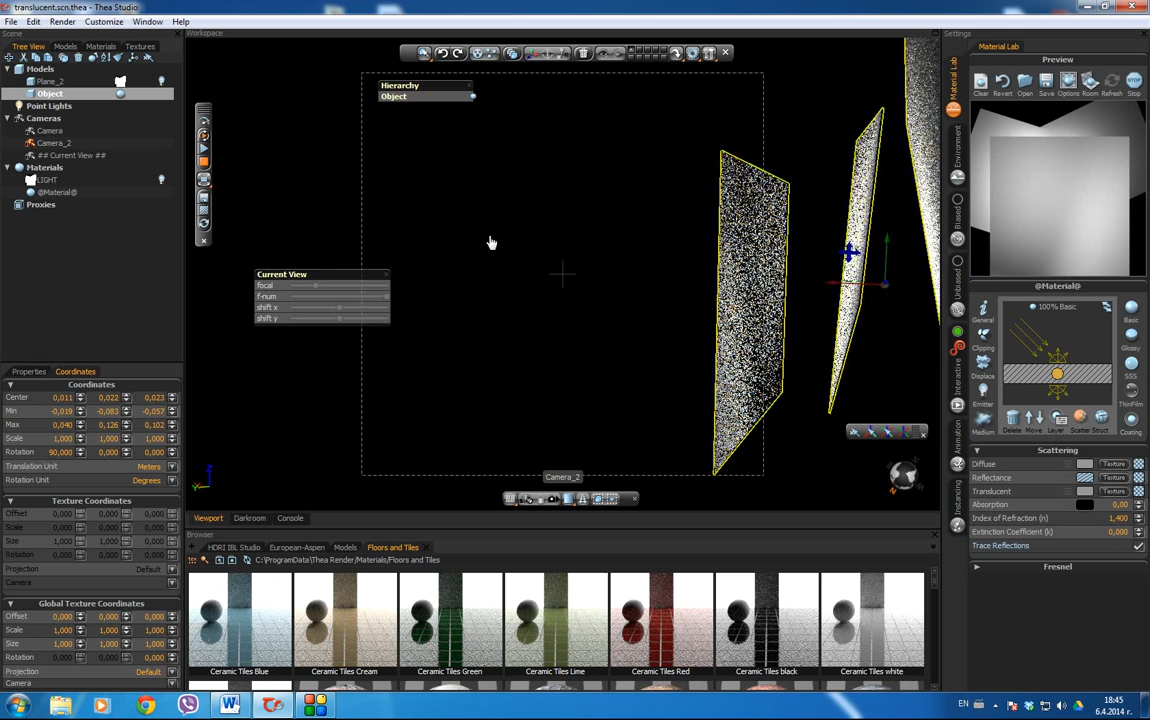 translucent.scn.thea - Thea Studio
File Window Render Customize Window Help
Scene
Tree View Models Materials Textures
Models
Plane_2
Object
Point Lights
Cameras
Camera
Camera_2
## Current View ##
Materials
LIGHT
@Material@
Proxies
Properties Coordinates
Coordinates
Center 0,011 0,022 0,023
Min -0,019 -0,083 -0,057
Max 0,040 0,126 0,102
Scale 1,000 1,000 1,000
Rotation 90,000 0,000 0,000
Translation Unit Meters
Rotation Unit Degrees
Texture Coordinates
Offset 0,000 0,000 0,000
Scale 0,000 0,000 0,000
Size 1,000 1,000 1,000
Rotation 0,000 0,000 0,000
Projection Default
Camera
Global Texture Coordinates
Offset 0,000 0,000 0,000
Scale 1,000 1,000 1,000
Size 1,000 1,000 1,000
Rotation 0,000 0,000 0,000
Projection Default
Camera
Workspace
Hierarchy
Object
Current View
focal
f-num
shift x
shift y
Camera_2
Viewport Darkroom Console
Browser
HDRI IBL Studio European-Aspen Models Floors and Tiles
C:\ProgramData\Thea Render/Materials/Floors and Tiles
Ceramic Tiles Blue Ceramic Tiles Cream Ceramic Tiles Green Ceramic Tiles Lime Ceramic Tiles Red Ceramic Tiles black Ceramic Tiles white
Settings
Material Lab
Material Lab
Environment
Biased
Unbiased
Interactive
Animation
Instancing
Preview
Clear Revert Open Save Options Room Refresh Stop
@Material@
General
Clipping
Displace
Emitter
Medium
100% Basic
Basic
Glossy
SSS
ThinFilm
Coating
Delete Move Layer Scatter Struct.
Scattering
Diffuse Texture
Reflectance Texture
Translucent Texture
Absorption 0,00
Index of Refraction (n) 1,400
Extinction Coefficient (k) 0,000
Trace Reflections
Fresnel
EN
18:45
6.4.2014 г.